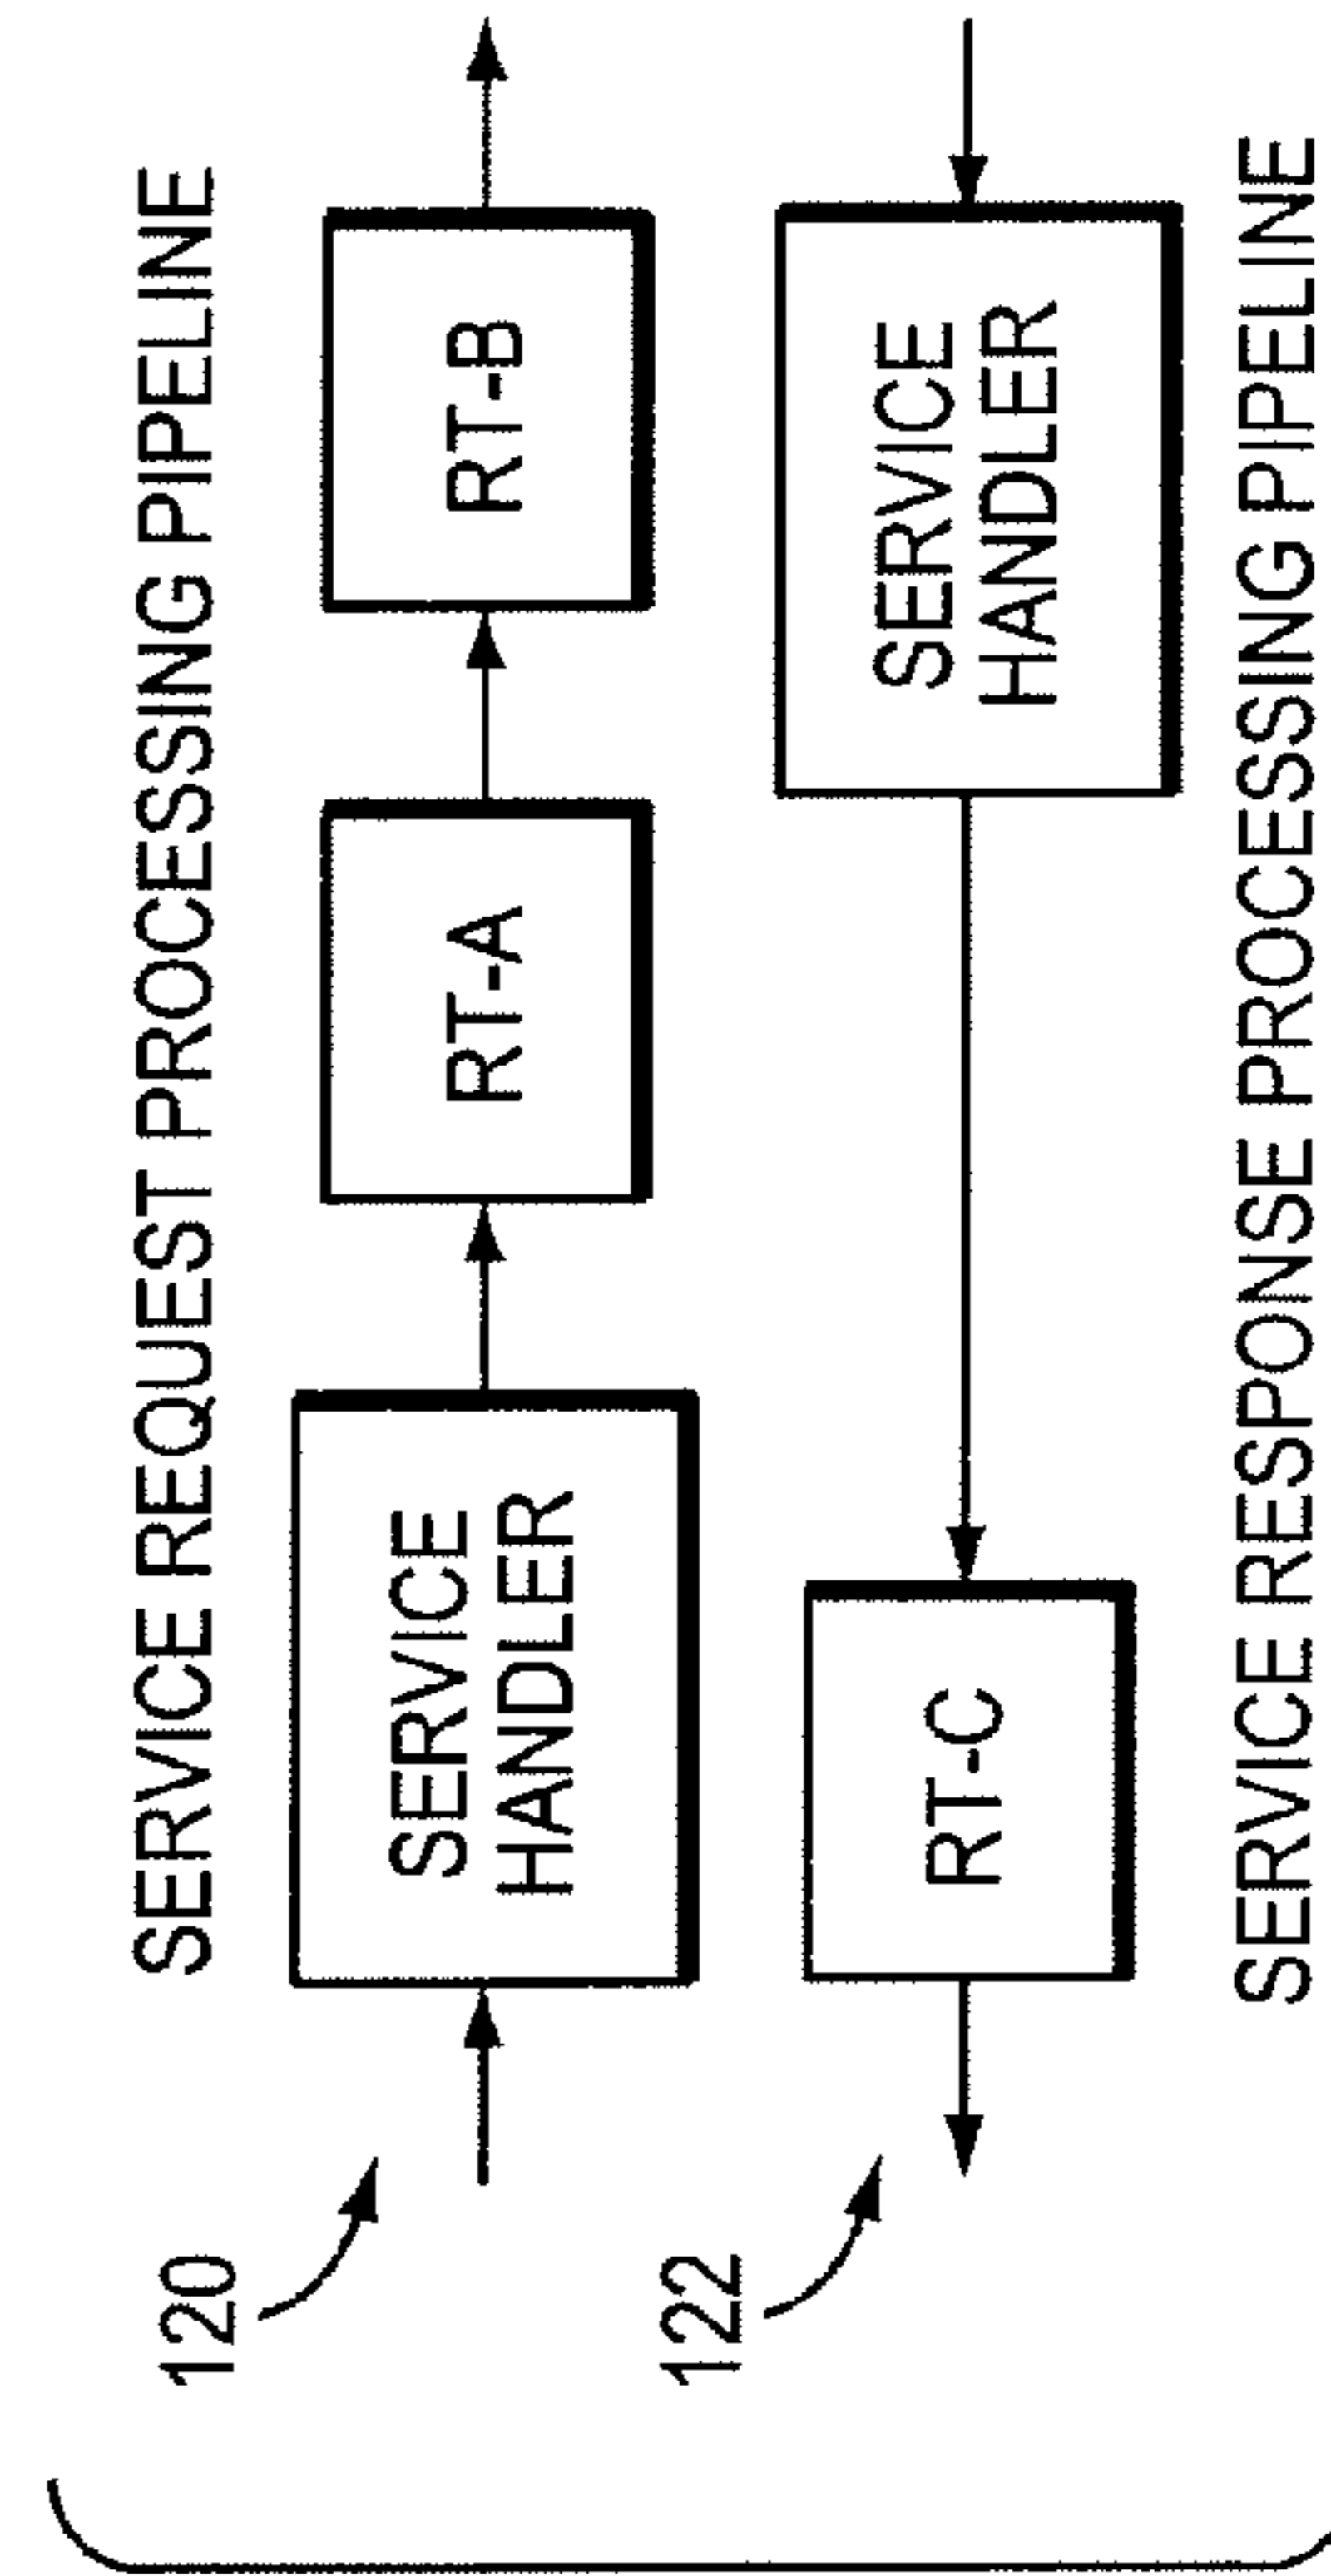 SERVICE REQUEST PROCESSING PIPELINE
120
SERVICE
HANDLER
RT-A
RT-B
122
RT-C
SERVICE
HANDLER
SERVICE RESPONSE PROCESSING PIPELINE